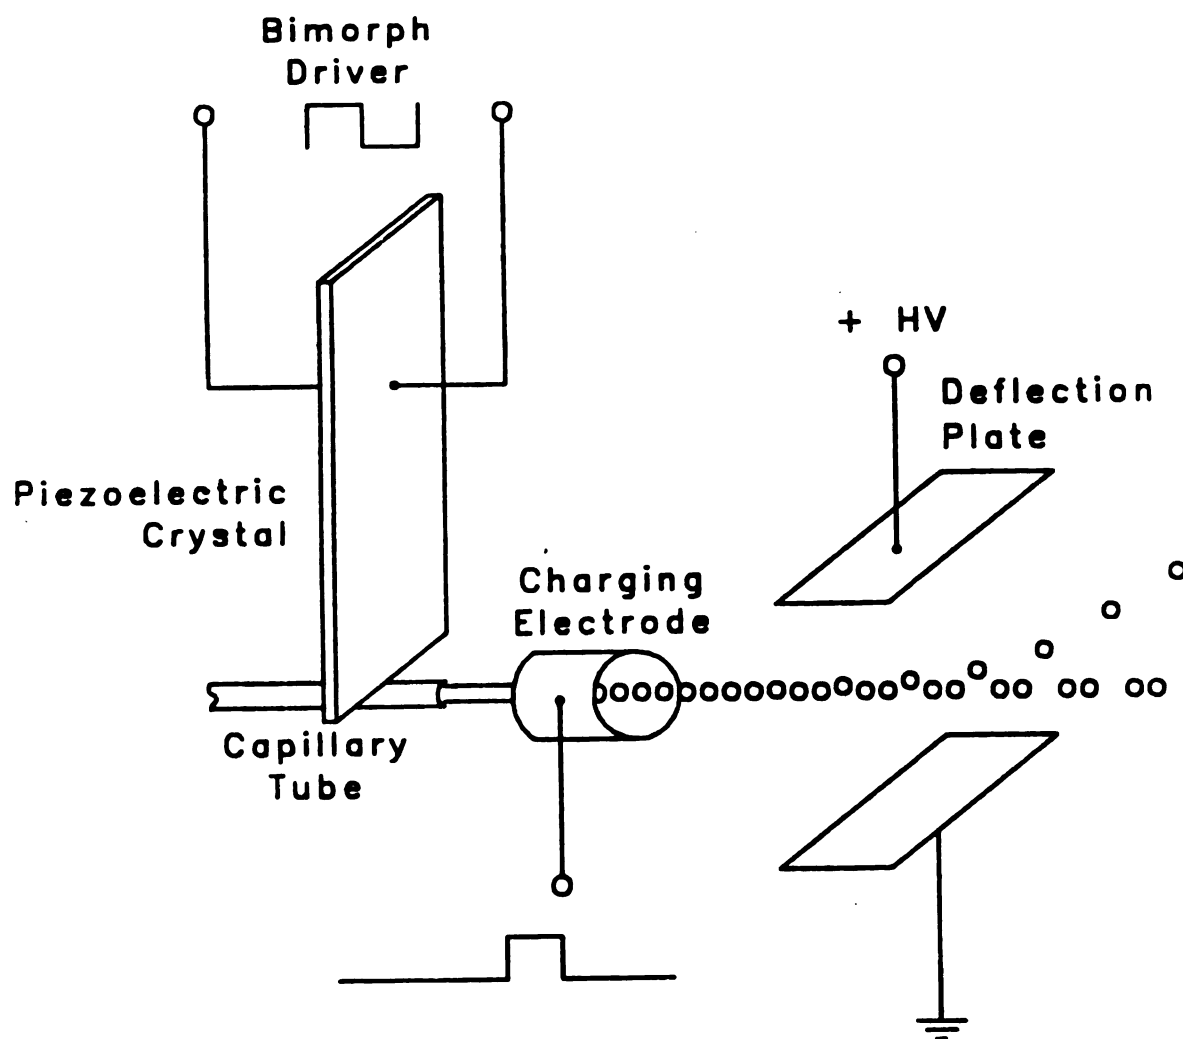 Bimorph
Driver
+ HV
Deflection
Plate
Piezoelectric
Crystal
Charging
Electrode
Capillary
Tube